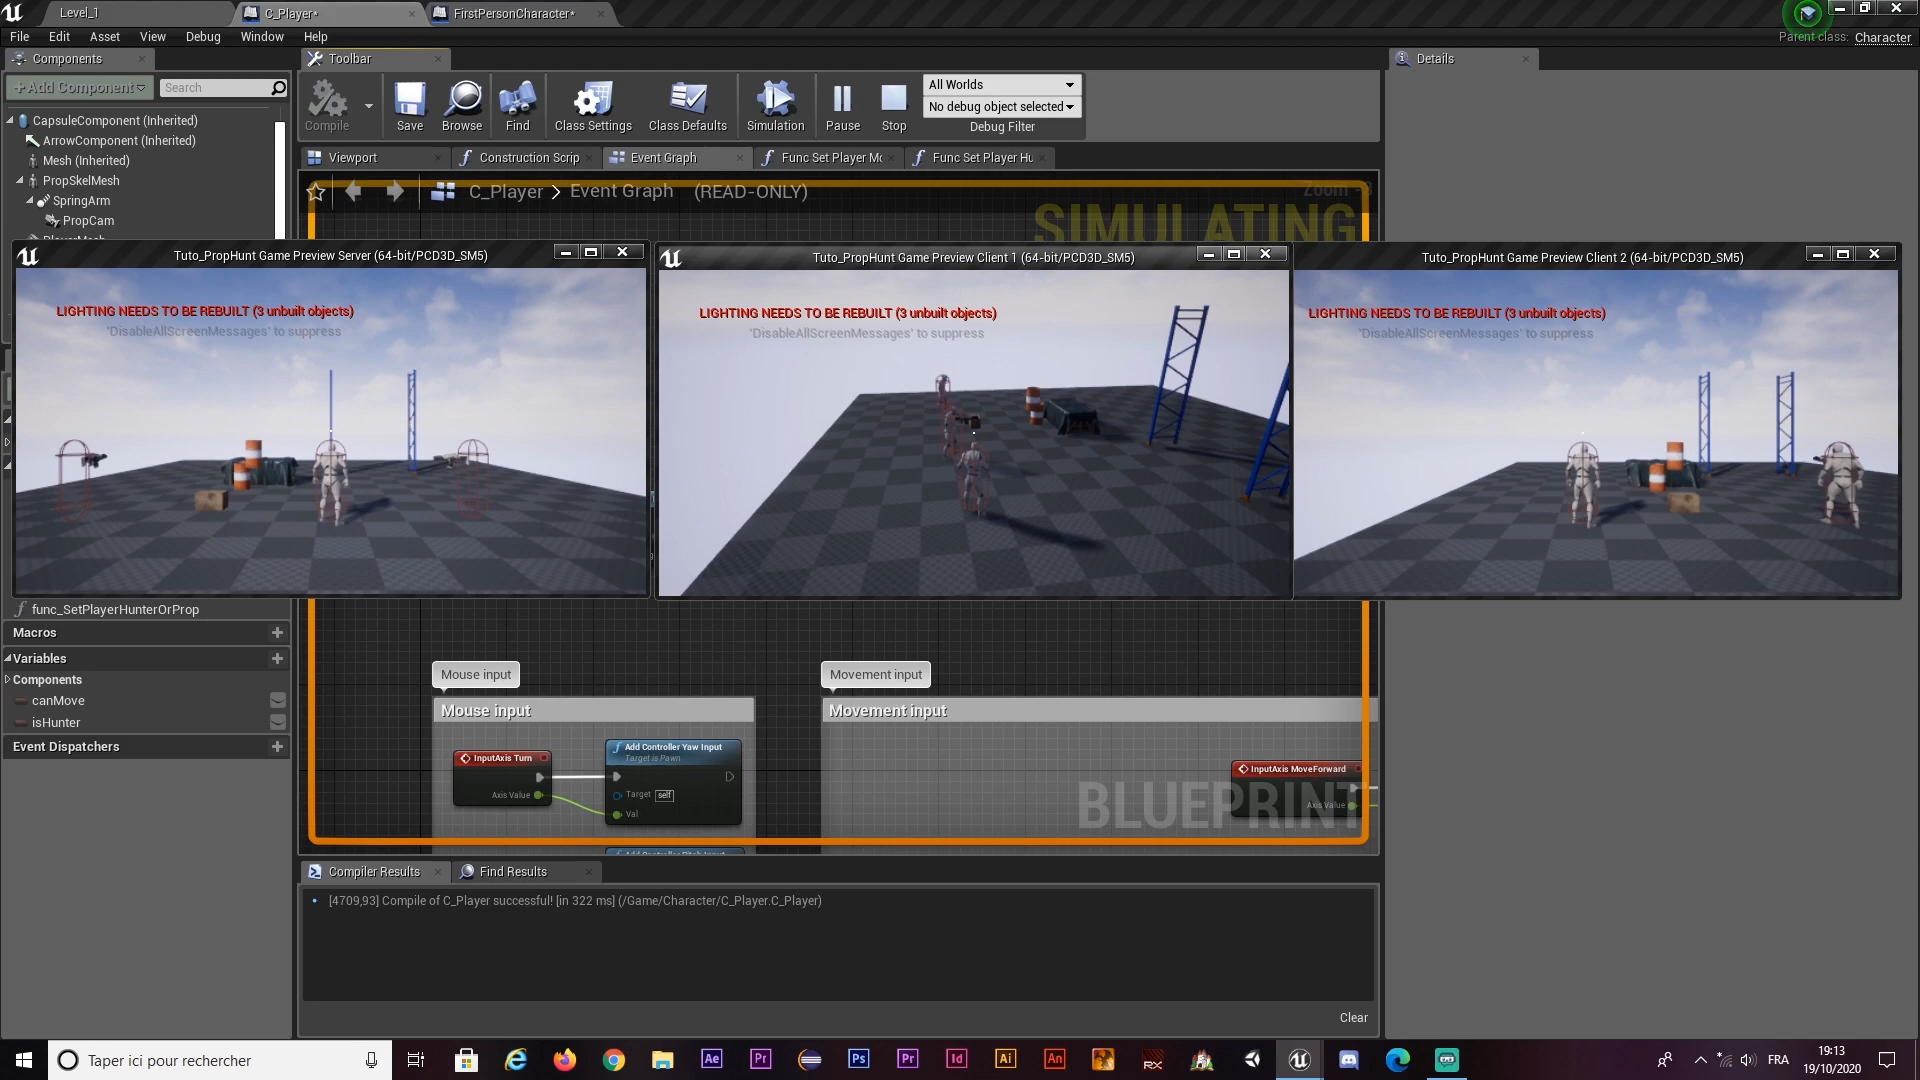 Level_1
C_Player*
FirstPersonCharacter*
File Edit Asset View Debug Window Help
Parent class: Character
Components
Toolbar
Details
+Add Component
Search
Compile
Save
Browse
Find
Class Settings
Class Defaults
Simulation
Pause
Stop
All Worlds
No debug object selected
Debug Filter
CapsuleComponent (Inherited)
ArrowComponent (Inherited)
Mesh (Inherited)
PropSkelMesh
SpringArm
PropCam
PlayerMesh
Viewport
Construction Scrip
Event Graph
Func Set Player Mo
Func Set Player Hu
C_Player > Event Graph (READ-ONLY)
SIMULATING
Tuto_PropHunt Game Preview Server (64-bit/PCD3D_SM5)
LIGHTING NEEDS TO BE REBUILT (3 unbuilt objects)
'DisableAllScreenMessages' to suppress
Tuto_PropHunt Game Preview Client 1 (64-bit/PCD3D_SM5)
LIGHTING NEEDS TO BE REBUILT (3 unbuilt objects)
'DisableAllScreenMessages' to suppress
Tuto_PropHunt Game Preview Client 2 (64-bit/PCD3D_SM5)
LIGHTING NEEDS TO BE REBUILT (3 unbuilt objects)
'DisableAllScreenMessages' to suppress
func_SetPlayerHunterOrProp
Macros
Variables
Components
canMove
isHunter
Event Dispatchers
Mouse input
Mouse input
InputAxis Turn
Axis Value
Add Controller Yaw Input
Target is Pawn
Target self
Val
Add Controller Pitch Input
Movement input
Movement input
InputAxis MoveForward
Axis Value
BLUEPRINT
Compiler Results
Find Results
[4709,93] Compile of C_Player successful! [in 322 ms] (/Game/Character/C_Player.C_Player)
Clear
Taper ici pour rechercher
FRA
19:13
19/10/2020